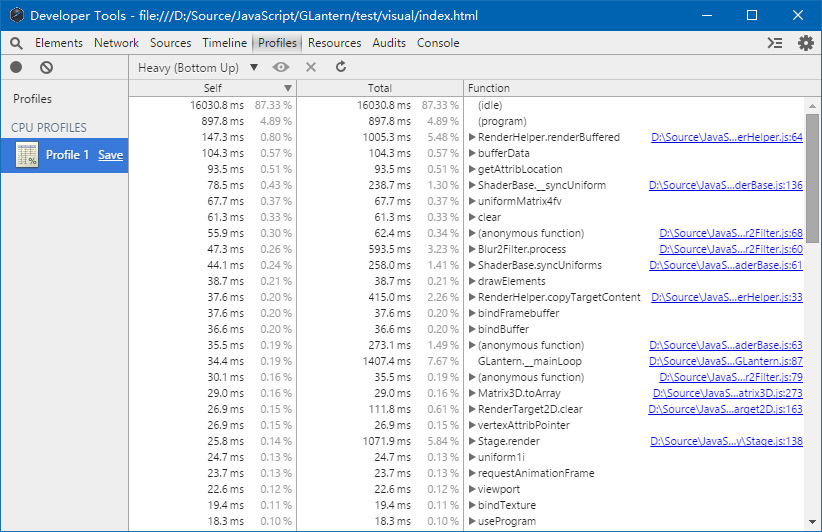 Developer Tools - file:///D:/Source/JavaScript/GLantern/test/visual/index.html
Elements Network Sources Timeline Profiles Resources Audits Console
Heavy (Bottom Up)
Profiles
CPU PROFILES
Profile 1 Save
Self Total Function
16030.8 ms 87.33 % 16030.8 ms 87.33 % (idle)
897.8 ms 4.89 % 897.8 ms 4.89 % (program)
147.3 ms 0.80 % 1005.3 ms 5.48 % RenderHelper.renderBuffered D:\Source\JavaS...erHelper.js:64
104.3 ms 0.57 % 104.3 ms 0.57 % bufferData
93.5 ms 0.51 % 93.5 ms 0.51 % getAttribLocation
78.5 ms 0.43 % 238.7 ms 1.30 % ShaderBase.__syncUniform D:\Source\JavaS...derBase.js:136
67.7 ms 0.37 % 67.7 ms 0.37 % uniformMatrix4fv
61.3 ms 0.33 % 61.3 ms 0.33 % clear
55.9 ms 0.30 % 62.4 ms 0.34 % (anonymous function) D:\Source\JavaS...r2Filter.js:68
47.3 ms 0.26 % 593.5 ms 3.23 % Blur2Filter.process D:\Source\JavaS...r2Filter.js:60
44.1 ms 0.24 % 258.0 ms 1.41 % ShaderBase.syncUniforms D:\Source\JavaS...aderBase.js:61
38.7 ms 0.21 % 38.7 ms 0.21 % drawElements
37.6 ms 0.20 % 415.0 ms 2.26 % RenderHelper.copyTargetContent D:\Source\JavaS...erHelper.js:33
37.6 ms 0.20 % 37.6 ms 0.20 % bindFramebuffer
36.6 ms 0.20 % 36.6 ms 0.20 % bindBuffer
35.5 ms 0.19 % 273.1 ms 1.49 % (anonymous function) D:\Source\JavaS...aderBase.js:63
34.4 ms 0.19 % 1407.4 ms 7.67 % GLantern.__mainLoop D:\Source\JavaS...GLantern.js:87
30.1 ms 0.16 % 35.5 ms 0.19 % (anonymous function) D:\Source\JavaS...r2Filter.js:79
29.0 ms 0.16 % 29.0 ms 0.16 % Matrix3D.toArray D:\Source\JavaS...atrix3D.js:273
26.9 ms 0.15 % 111.8 ms 0.61 % RenderTarget2D.clear D:\Source\JavaS...arget2D.js:163
26.9 ms 0.15 % 26.9 ms 0.15 % vertexAttribPointer
25.8 ms 0.14 % 1071.9 ms 5.84 % Stage.render D:\Source\JavaS...y\Stage.js:138
24.7 ms 0.13 % 24.7 ms 0.13 % uniform1i
23.7 ms 0.13 % 23.7 ms 0.13 % requestAnimationFrame
22.6 ms 0.12 % 22.6 ms 0.12 % viewport
19.4 ms 0.11 % 19.4 ms 0.11 % bindTexture
18.3 ms 0.10 % 18.3 ms 0.10 % useProgram